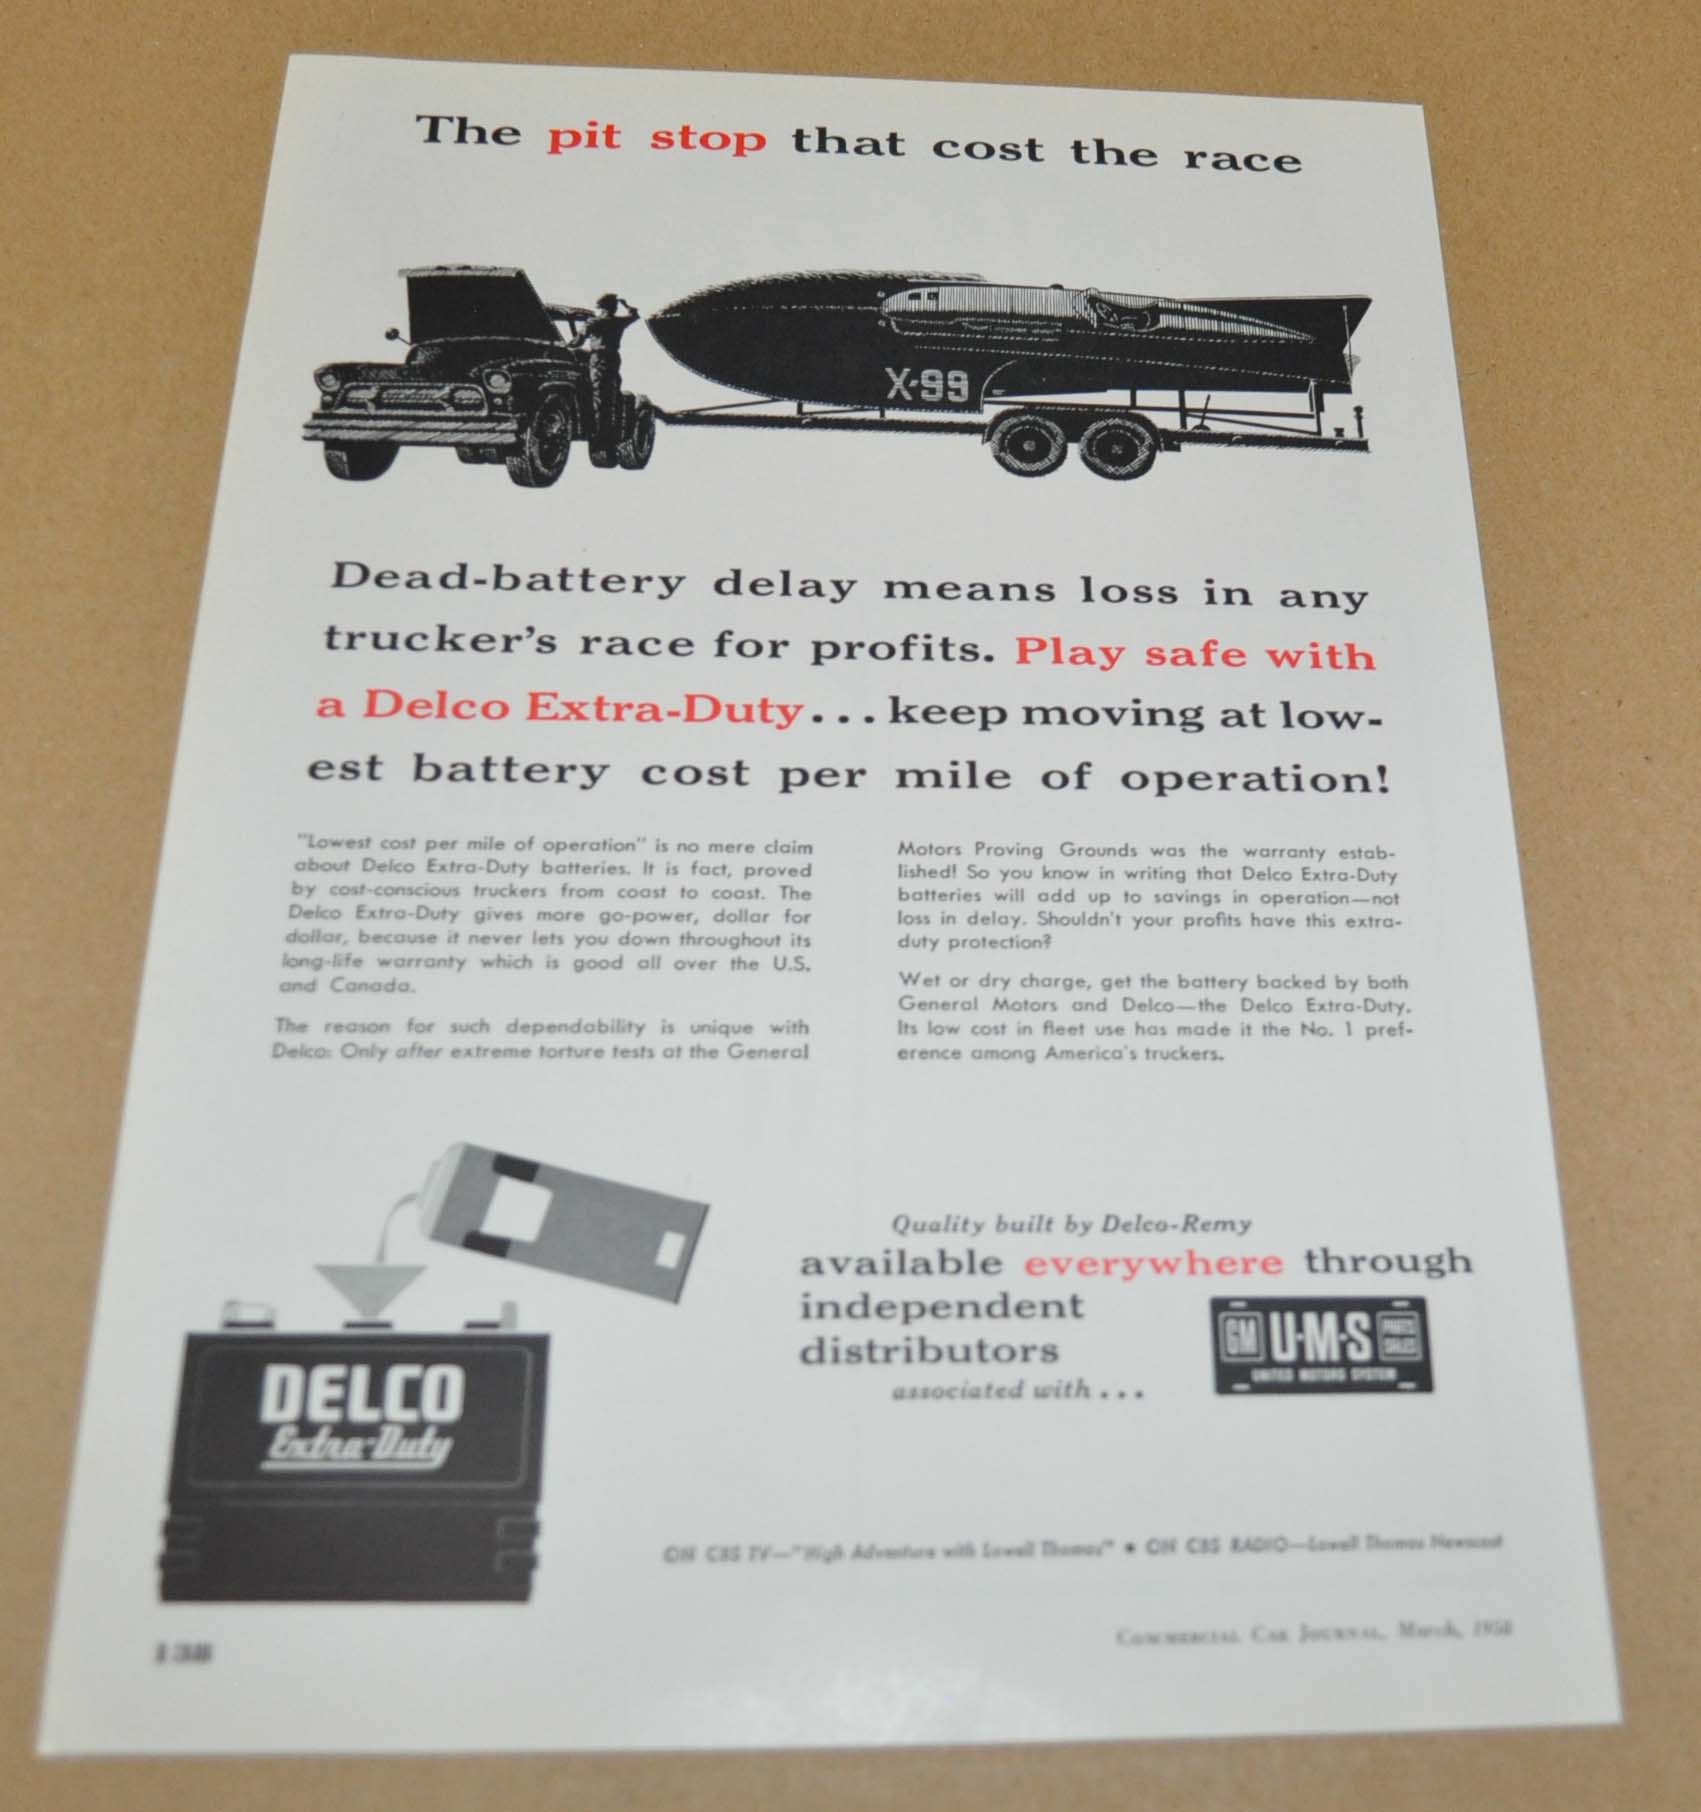 The pit stop that cost the race
X-99
Dead-battery delay means loss in any
trucker's race for profits. Play safe with
a Delco Extra-Duty... keep moving at low-
est battery cost per mile of operation!
"Lowest cost per mile of operation" is no mere claim
about Delco Extra-Duty batteries. It is fact, proved
by cost-conscious truckers from coast to coast. The
Delco Extra-Duty gives more go-power, dollar for
dollar, because it never lets you down throughout its
long-life warranty which is good all over the U.S.
and Canada.
The reason for such dependability is unique with
Delco: Only after extreme torture tests at the General
Motors Proving Grounds was the warranty estab-
lished! So you know in writing that Delco Extra-Duty
batteries will add up to savings in operation—not
loss in delay. Shouldn't your profits have this extra-
duty protection?
Wet or dry charge, get the battery backed by both
General Motors and Delco—the Delco Extra-Duty.
Its low cost in fleet use has made it the No. 1 pref-
erence among America's truckers.
Quality built by Delco-Remy
available everywhere through
independent
distributors
associated with...
GM U·M·S PARTS SALES
UNITED MOTORS SYSTEM
DELCO
Extra-Duty
ON CBS TV—"High Adventure with Lowell Thomas" ★ ON CBS RADIO—Lowell Thomas Newscast
COMMERCIAL CAR JOURNAL, March, 1958